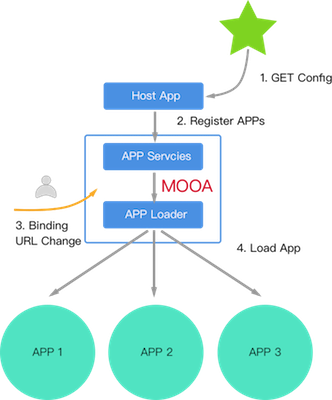 1. GET Config
Host App
2. Register APPs
APP Servcies
MOOA
APP Loader
3. Binding
URL Change
4. Load App
APP 1
APP 2
APP 3